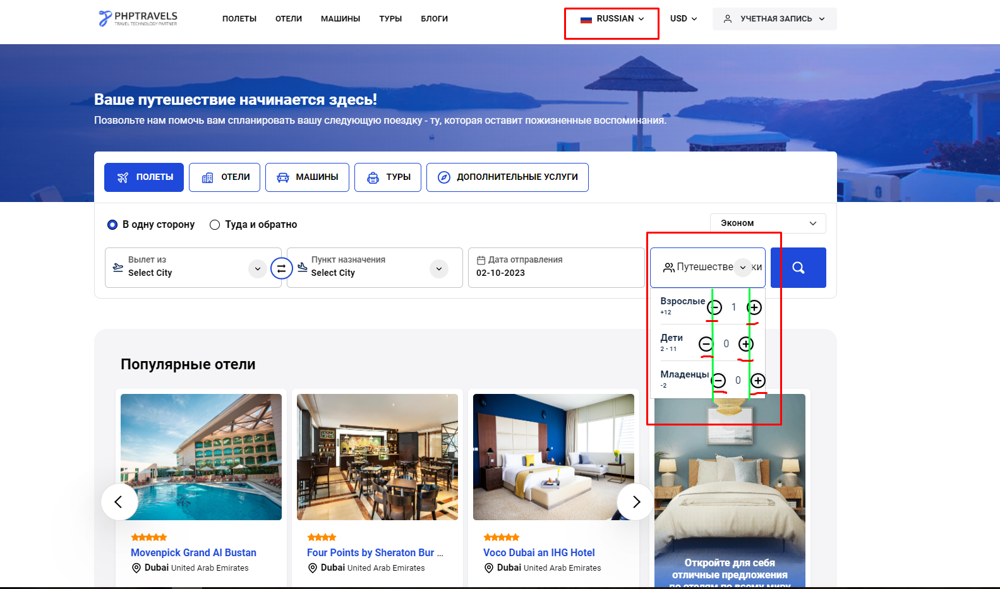 PHPTRAVELS
TRAVEL TECHNOLOGY PARTNER
ПОЛЕТЫ
ОТЕЛИ
МАШИНЫ
ТУРЫ
БЛОГИ
RUSSIAN
USD
УЧЕТНАЯ ЗАПИСЬ
Ваше путешествие начинается здесь!
Позвольте нам помочь вам спланировать вашу следующую поездку - ту, которая оставит пожизненные воспоминания.
ПОЛЕТЫ
ОТЕЛИ
МАШИНЫ
ТУРЫ
ДОПОЛНИТЕЛЬНЫЕ УСЛУГИ
В одну сторону
Туда и обратно
Эконом
Вылет из
Select City
Пункт назначения
Select City
Дата отправления
02-10-2023
Путешестве ки
Взрослые
+12
1
Дети
2 - 11
0
Младенцы
-2
0
Популярные отели
Movenpick Grand Al Bustan
Dubai United Arab Emirates
Four Points by Sheraton Bur ...
Dubai United Arab Emirates
Voco Dubai an IHG Hotel
Dubai United Arab Emirates
Откройте для себя
отличные предложения
по отелям по всему миру